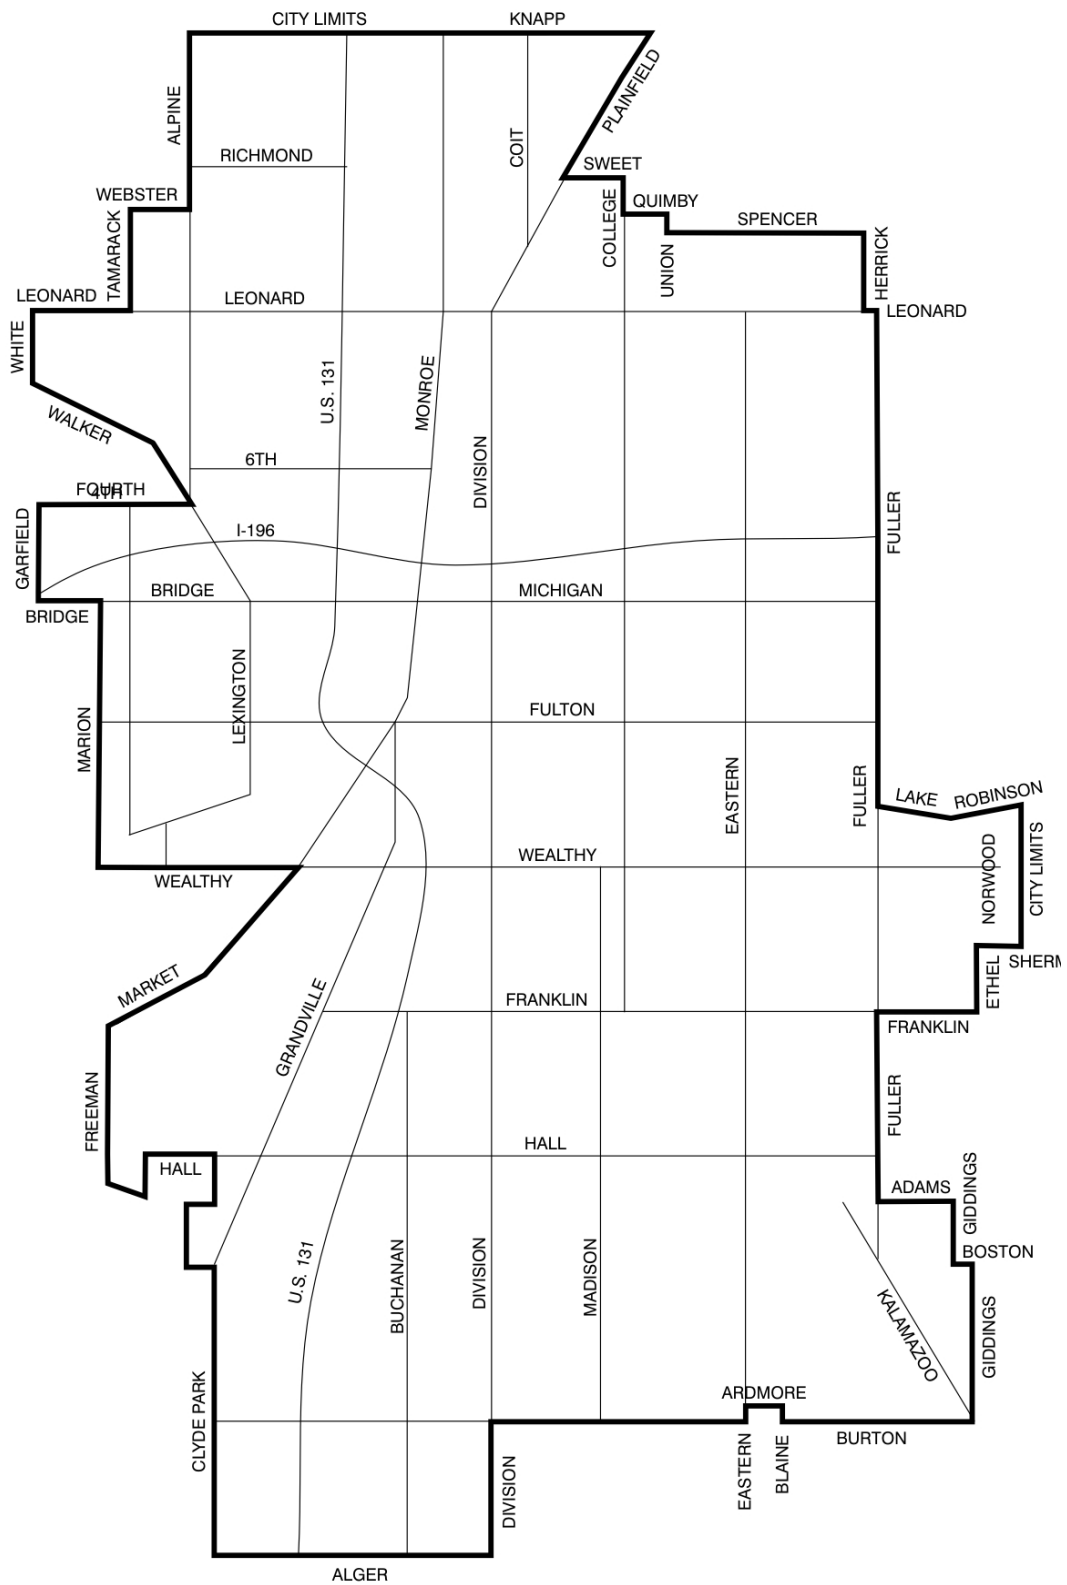 CITY LIMITS
KNAPP
PLAINFIELD
ALPINE
COIT
RICHMOND
SWEET
WEBSTER
COLLEGE
QUIMBY
TAMARACK
SPENCER
UNION
HERRICK
LEONARD
LEONARD
LEONARD
WHITE
U.S. 131
MONROE
WALKER
6TH
DIVISION
FOURTH
4TH
FULLER
GARFIELD
I-196
BRIDGE
MICHIGAN
BRIDGE
LEXINGTON
MARION
FULTON
EASTERN
FULLER
LAKE
ROBINSON
NORWOOD
CITY LIMITS
WEALTHY
WEALTHY
MARKET
GRANDVILLE
ETHEL
SHERM
FRANKLIN
FRANKLIN
FREEMAN
FULLER
HALL
HALL
ADAMS
GIDDINGS
BOSTON
U.S. 131
BUCHANAN
DIVISION
MADISON
KALAMAZOO
GIDDINGS
CLYDE PARK
ARDMORE
BURTON
EASTERN
BLAINE
DIVISION
ALGER